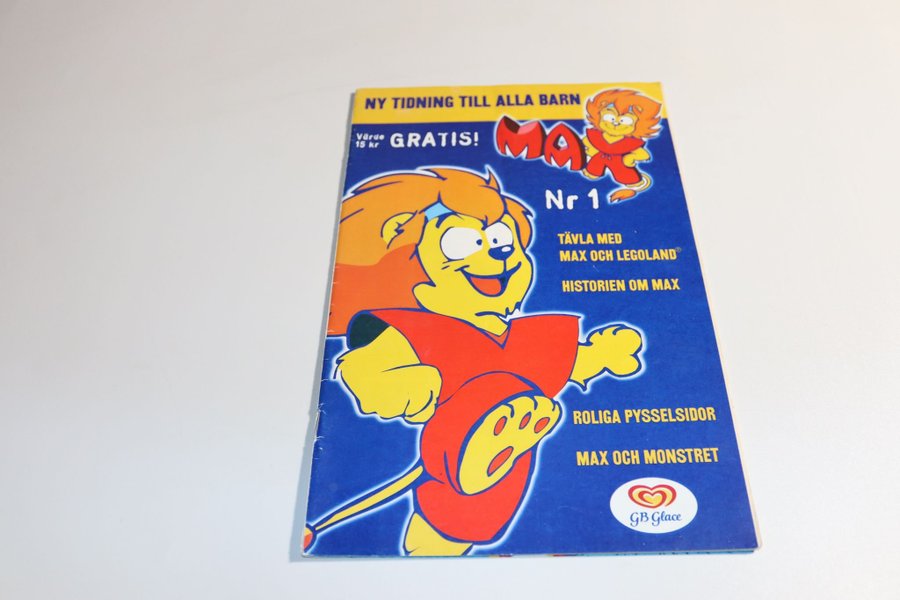 NY TIDNING TILL ALLA BARN
Värde
15 kr GRATIS!
MAX
Nr 1
TÄVLA MED
MAX OCH LEGOLAND®
HISTORIEN OM MAX
ROLIGA PYSSELSIDOR
MAX OCH MONSTRET
GB Glace